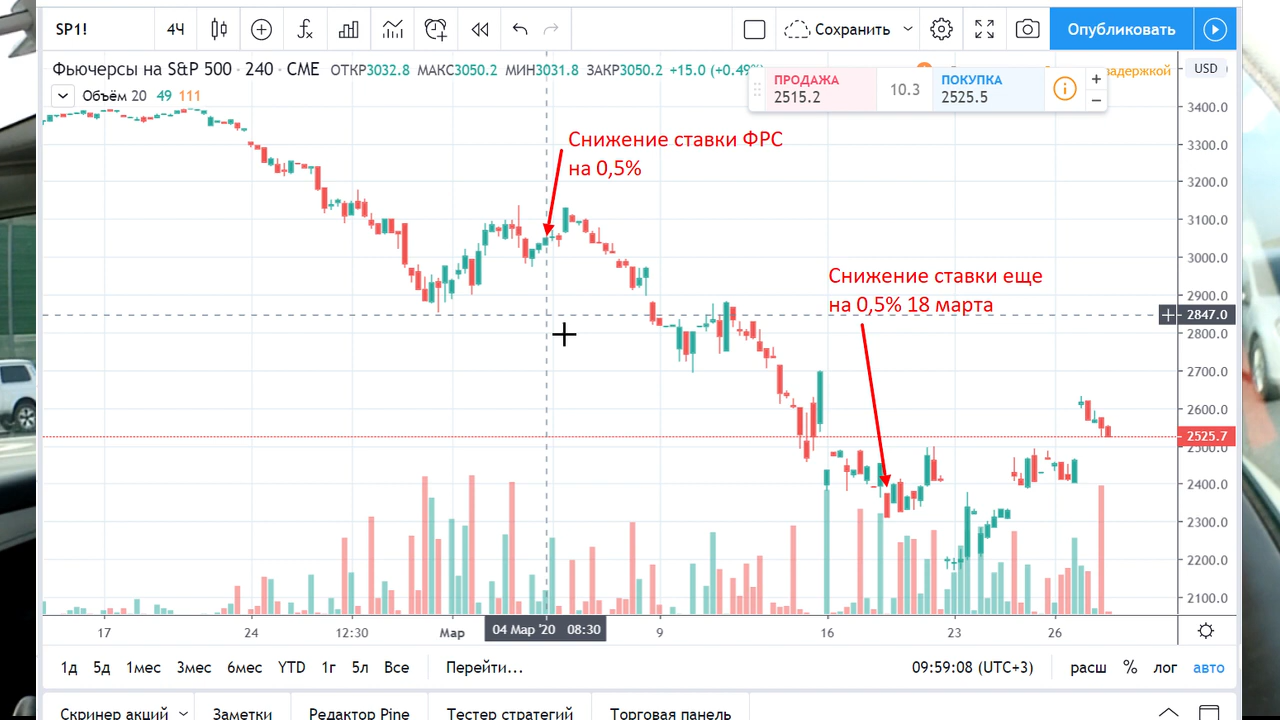 SP1! 4Ч Сохранить Опубликовать
Фьючерсы на S&P 500 · 240 · CME ОТКР3032.8 МАКС3050.2 МИН3031.8 ЗАКР3050.2 +15.0 (+0.49%
задержкой
USD
Объём 20 49 111
ПРОДАЖА
2515.2
10.3
ПОКУПКА
2525.5
Снижение ставки ФРС
на 0,5%
Снижение ставки еще
на 0,5% 18 марта
3400.0
3300.0
3200.0
3100.0
3000.0
2900.0
2847.0
2800.0
2700.0
2600.0
2525.7
2500.0
2400.0
2300.0
2200.0
2100.0
17 24 12:30 Мар 04 Мар '20 08:30 9 16 23 26
1д 5д 1мес 3мес 6мес YTD 1г 5л Все Перейти... 09:59:08 (UTC+3) расш % лог авто
Скринер акций Заметки Редактор Pine Тестер стратегий Торговая панель